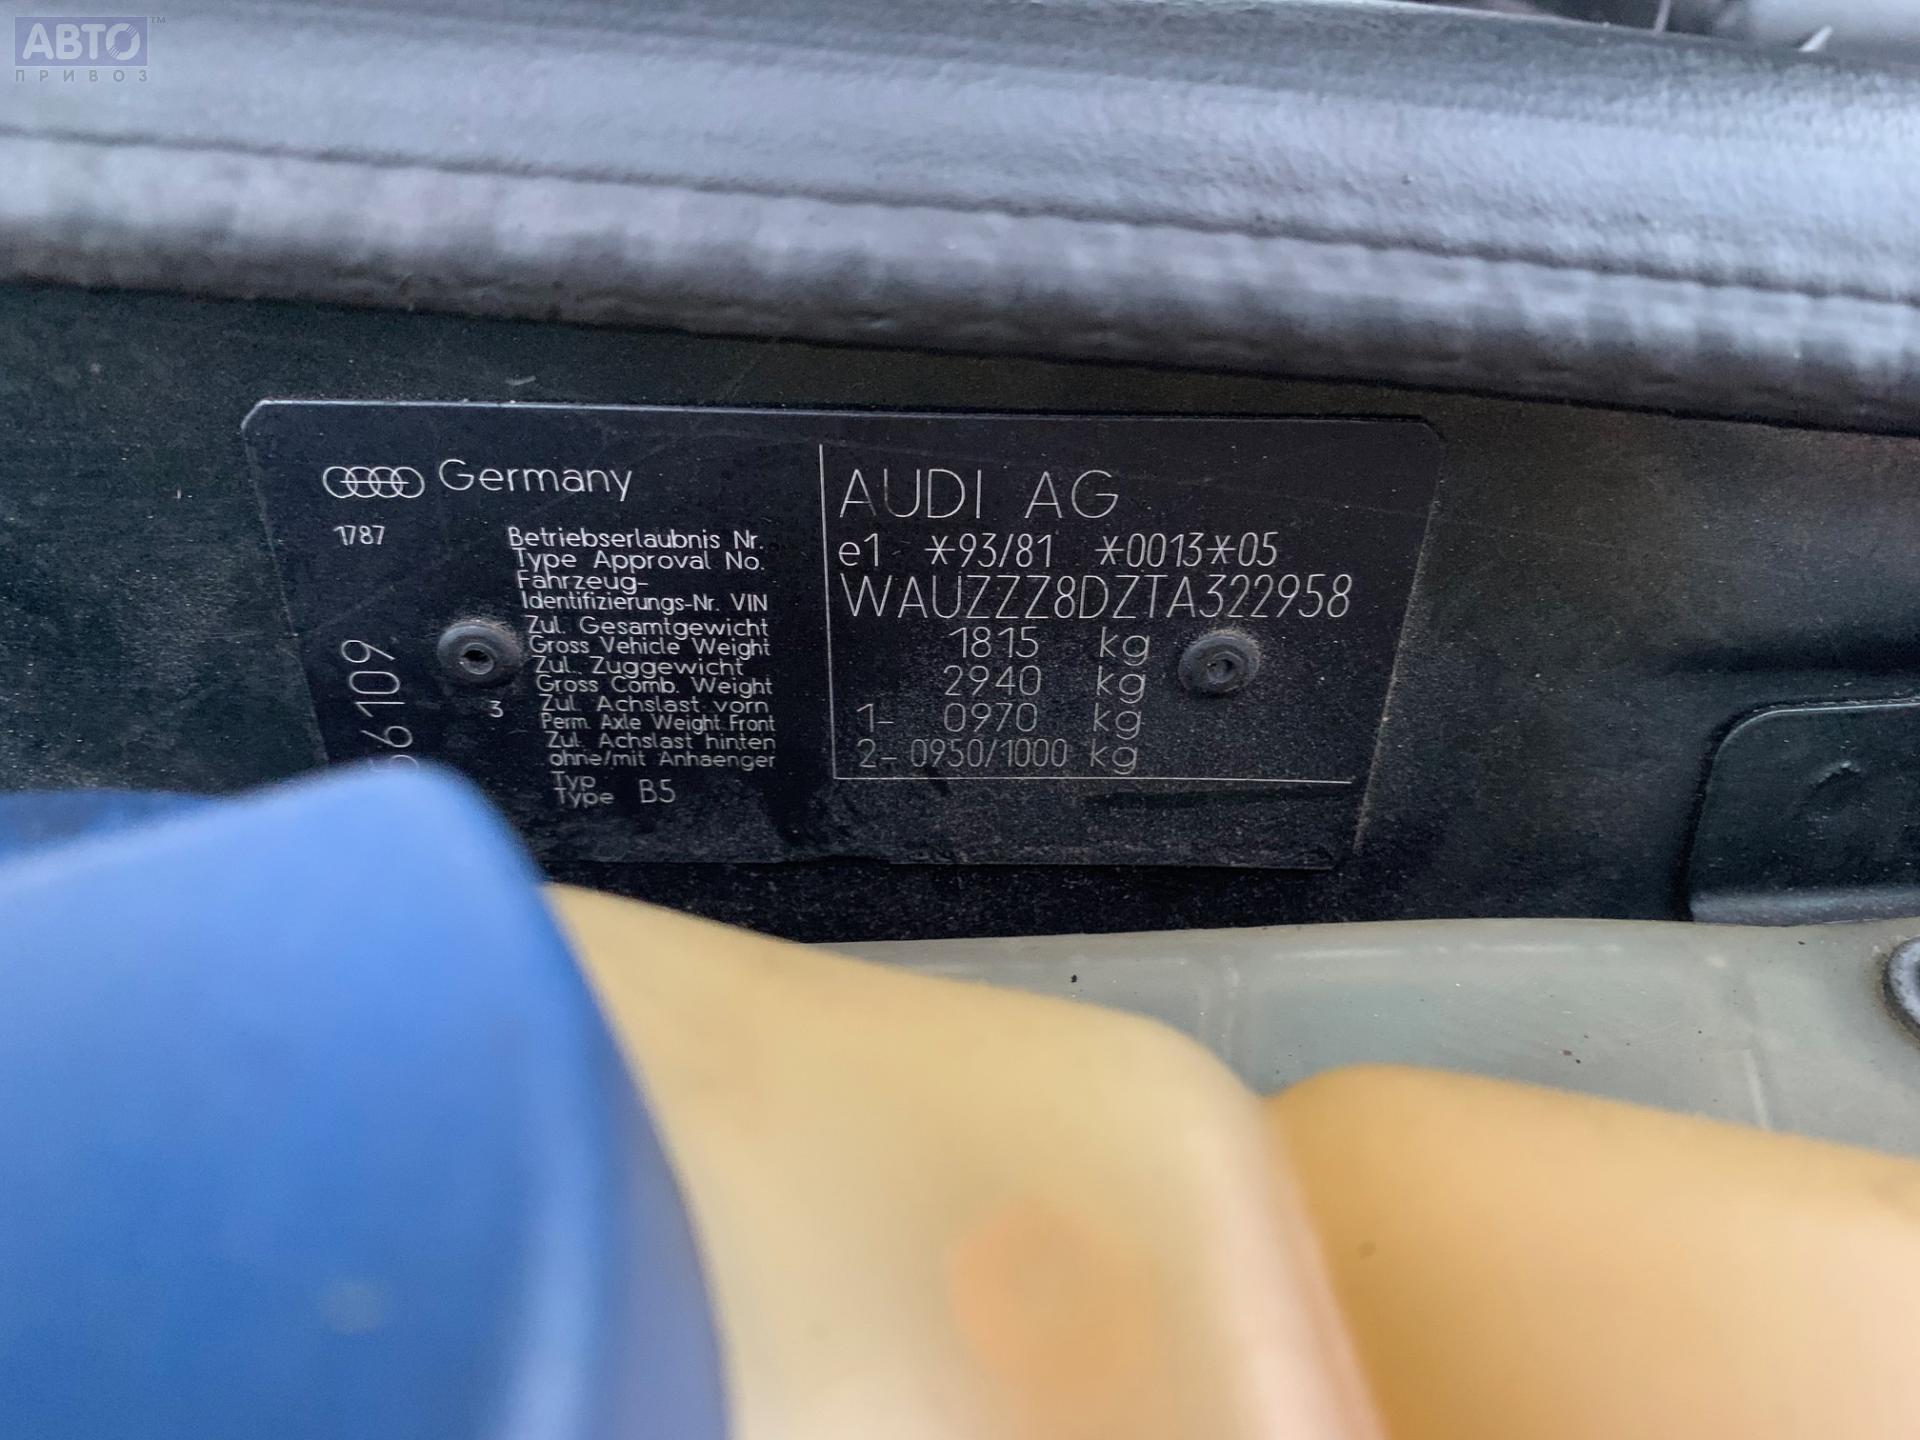 АВТО™
ПРИВОЗ
Germany
1787
Betriebserlaubnis Nr.
Type Approval No.
Fahrzeug-
Identifizierungs-Nr. VIN
Zul. Gesamtgewicht
Gross Vehicle Weight
Zul. Zuggewicht
Gross Comb. Weight
3 Zul. Achslast vorn
Perm. Axle Weight Front
Zul. Achslast hinten
ohne/mit Anhaenger
Typ
Type B5
AUDI AG
e1 *93/81 *0013*05
WAUZZZ8DZTA322958
1815 kg
2940 kg
1- 0970 kg
2- 0950/1000 kg